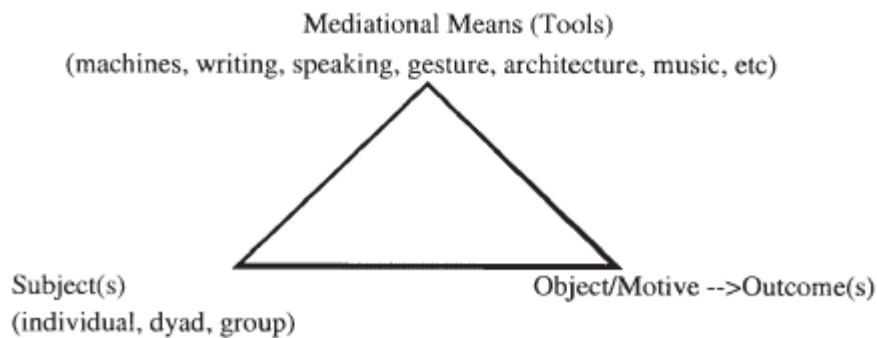 Mediational Means (Tools)
(machines, writing, speaking, gesture, architecture, music, etc)
Subject(s)
Object/Motive -->Outcome(s)
(individual, dyad, group)